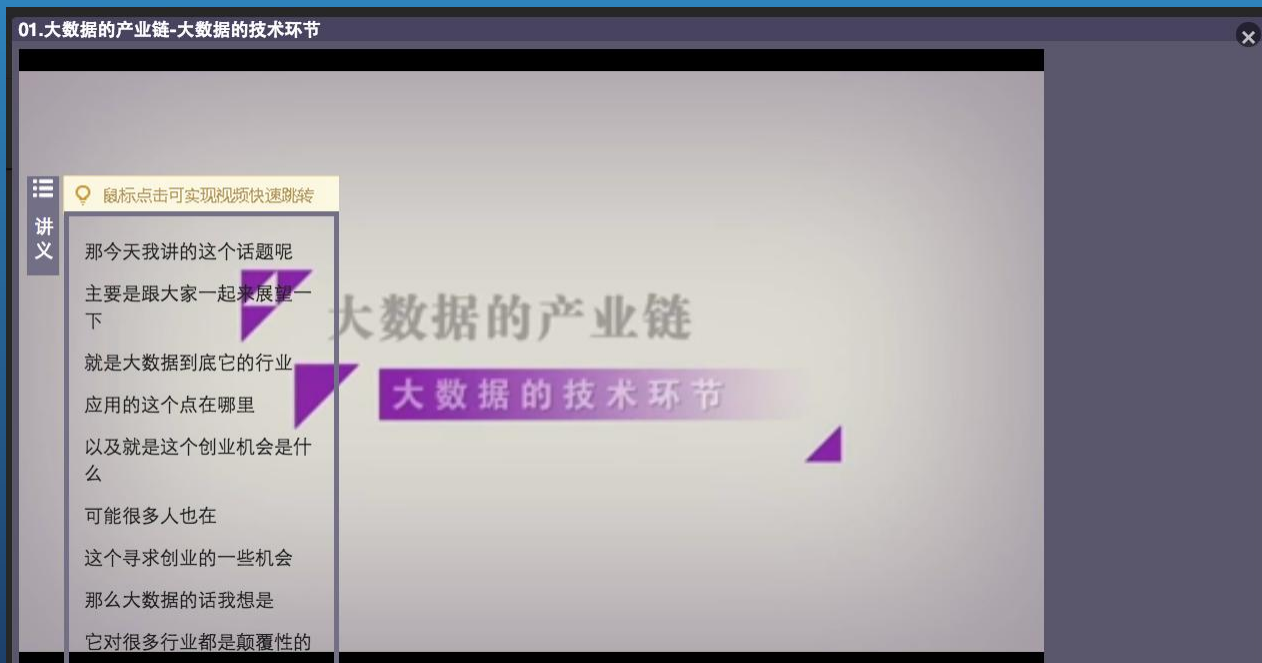 01.大数据的产业链-大数据的技术环节
讲
义
鼠标点击可实现视频快速跳转
那今天我讲的这个话题呢
主要是跟大家一起来展望一
下
就是大数据到底它的行业
应用的这个点在哪里
以及就是这个创业机会是什
么
可能很多人也在
这个寻求创业的一些机会
那么大数据的话我想是
它对很多行业都是颠覆性的
大数据的产业链
大数据的技术环节